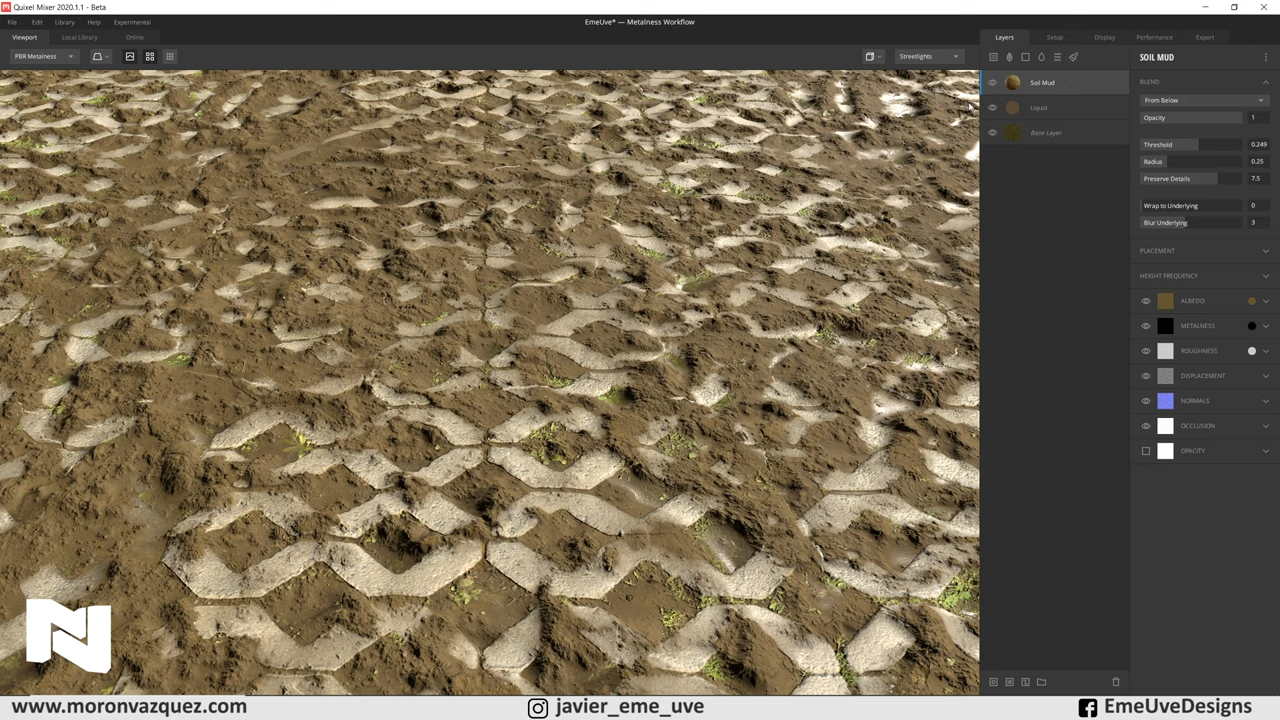 Quixel Mixer 2020.1.1 - Beta
File Edit Library Help Experimental
EmeUve* — Metalness Workflow
Viewport Local Library Online
Layers Setup Display Performance Export
PBR Metalness
Streetlights
Soil Mud
Liquid
Base Layer
SOIL MUD
BLEND
From Below
Opacity 1
Threshold 0.249
Radius 0.25
Preserve Details 7.5
Wrap to Underlying 0
Blur Underlying 3
PLACEMENT
HEIGHT FREQUENCY
ALBEDO
METALNESS
ROUGHNESS
DISPLACEMENT
NORMALS
OCCLUSION
OPACITY
www.moronvazquez.com
javier_eme_uve
EmeUveDesigns